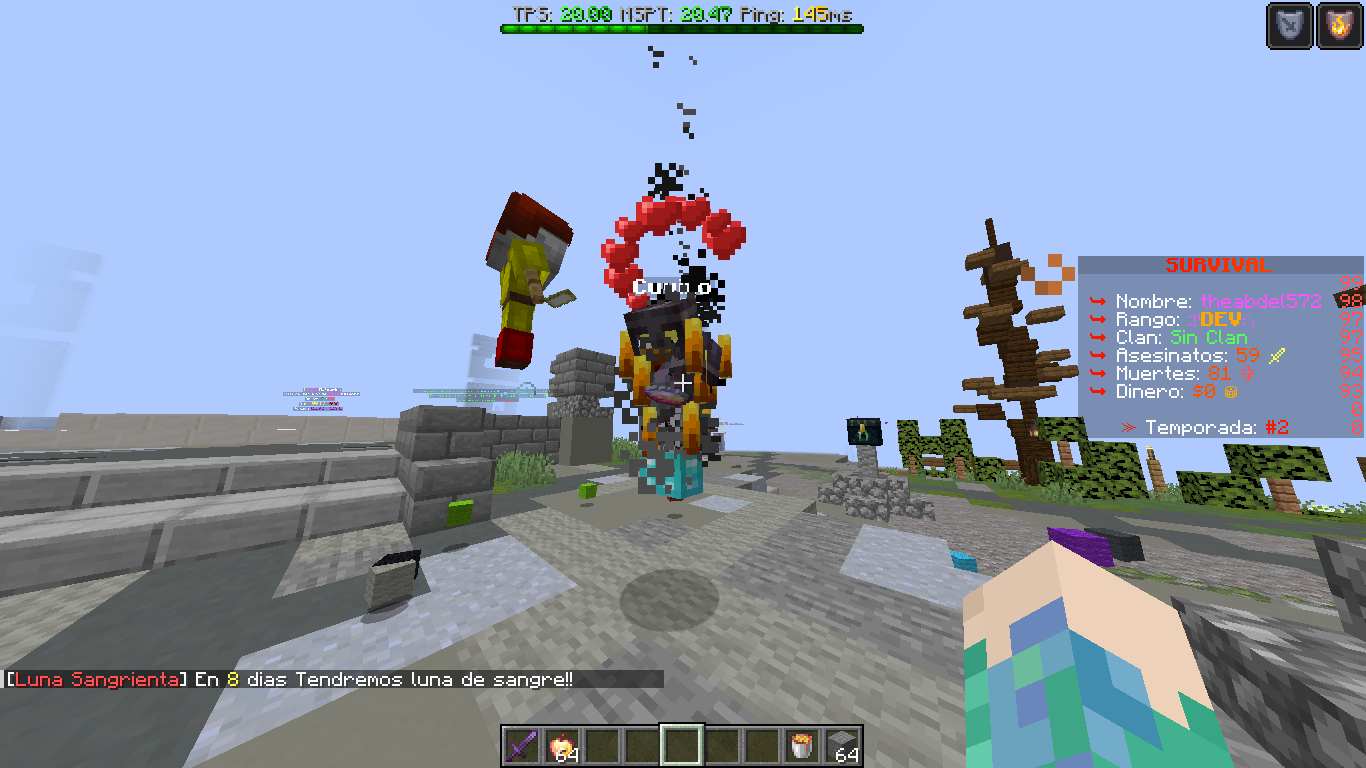 TPS: 20.00 MSPT: 20.47 Ping: 145ms
SURVIVAL
99
Nombre: theabdel572 98
Rango: DEV 97
Clan: Sin Clan 97
Asesinatos: 59 95
Muertes: 81 94
Dinero: $0 93
0
Temporada: #2 0
[Luna Sangrienta] En 8 dias Tendremos luna de sangre!!
64
64